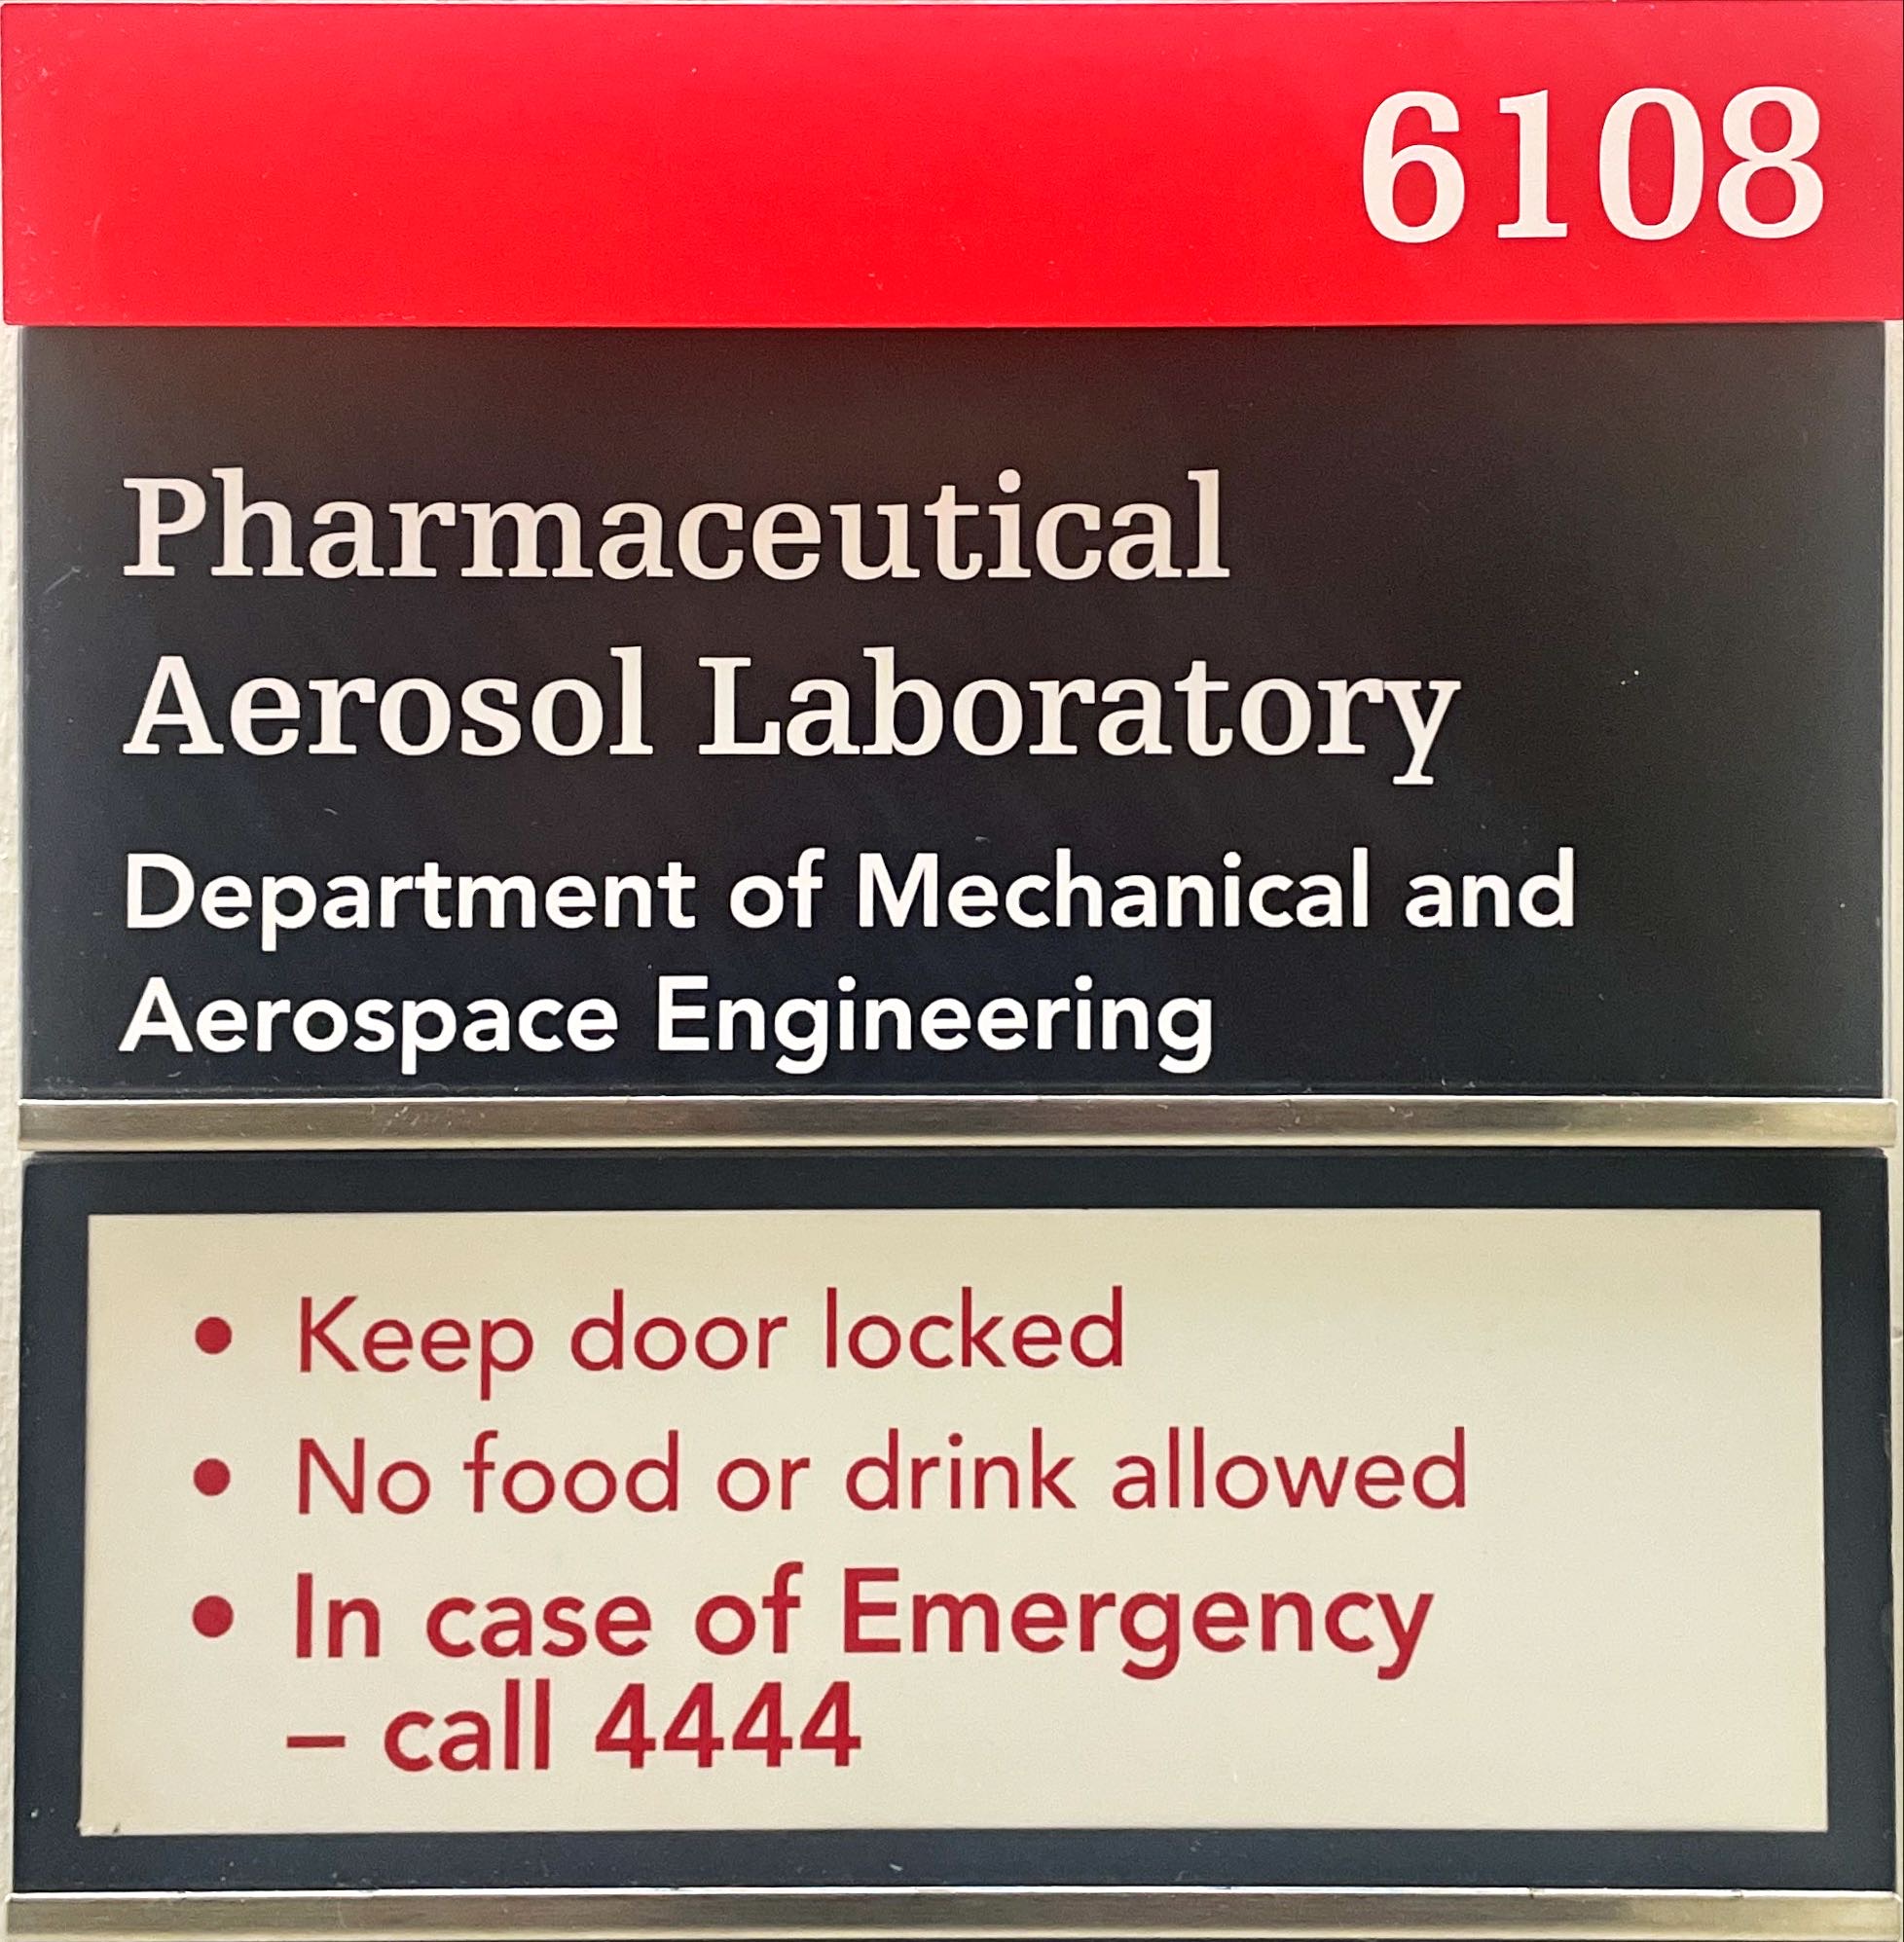 6108
Pharmaceutical
Aerosol Laboratory
Department of Mechanical and
Aerospace Engineering
• Keep door locked
• No food or drink allowed
• In case of Emergency
– call 4444